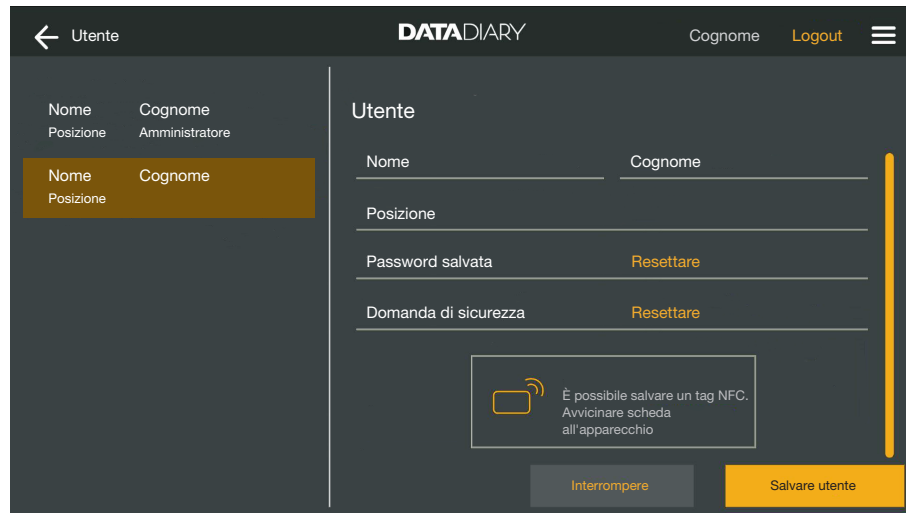 Utente
DATADIARY
Cognome Logout
Nome Cognome
Posizione Amministratore
Nome Cognome
Posizione
Utente
Nome Cognome
Posizione
Password salvata Resettare
Domanda di sicurezza Resettare
È possibile salvare un tag NFC.
Avvicinare scheda
all'apparecchio
Interrompere Salvare utente